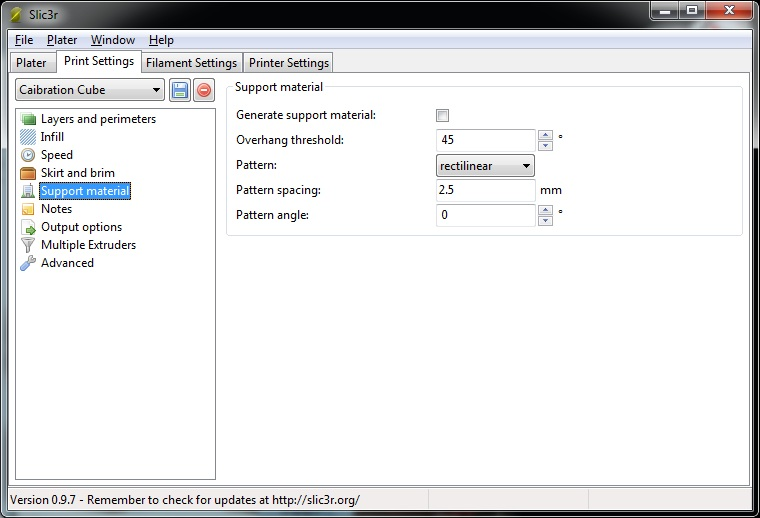 Slic3r
File Plater Window Help
Plater Print Settings Filament Settings Printer Settings
Caibration Cube
Layers and perimeters
Infill
Speed
Skirt and brim
Support material
Notes
Output options
Multiple Extruders
Advanced
Support material
Generate support material:
Overhang threshold: 45 °
Pattern: rectilinear
Pattern spacing: 2.5 mm
Pattern angle: 0 °
Version 0.9.7 - Remember to check for updates at http://slic3r.org/